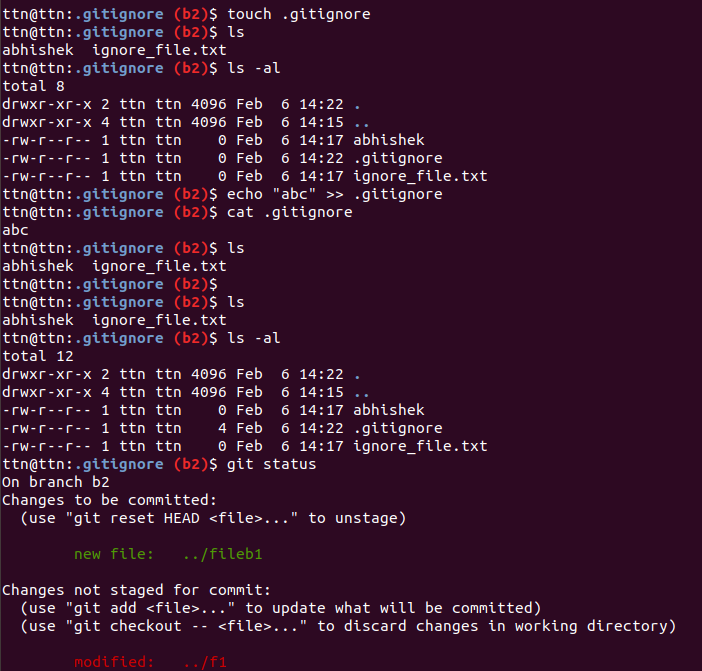 ttn@ttn:.gitignore (b2)$ touch .gitignore
ttn@ttn:.gitignore (b2)$ ls
abhishek  ignore_file.txt
ttn@ttn:.gitignore (b2)$ ls -al
total 8
drwxr-xr-x 2 ttn ttn 4096 Feb  6 14:22 .
drwxr-xr-x 4 ttn ttn 4096 Feb  6 14:15 ..
-rw-r--r-- 1 ttn ttn    0 Feb  6 14:17 abhishek
-rw-r--r-- 1 ttn ttn    0 Feb  6 14:22 .gitignore
-rw-r--r-- 1 ttn ttn    0 Feb  6 14:17 ignore_file.txt
ttn@ttn:.gitignore (b2)$ echo "abc" >> .gitignore
ttn@ttn:.gitignore (b2)$ cat .gitignore
abc
ttn@ttn:.gitignore (b2)$ ls
abhishek  ignore_file.txt
ttn@ttn:.gitignore (b2)$
ttn@ttn:.gitignore (b2)$ ls
abhishek  ignore_file.txt
ttn@ttn:.gitignore (b2)$ ls -al
total 12
drwxr-xr-x 2 ttn ttn 4096 Feb  6 14:22 .
drwxr-xr-x 4 ttn ttn 4096 Feb  6 14:15 ..
-rw-r--r-- 1 ttn ttn    0 Feb  6 14:17 abhishek
-rw-r--r-- 1 ttn ttn    4 Feb  6 14:22 .gitignore
-rw-r--r-- 1 ttn ttn    0 Feb  6 14:17 ignore_file.txt
ttn@ttn:.gitignore (b2)$ git status
On branch b2
Changes to be committed:
  (use "git reset HEAD <file>..." to unstage)
        new file:   ../fileb1
Changes not staged for commit:
  (use "git add <file>..." to update what will be committed)
  (use "git checkout -- <file>..." to discard changes in working directory)
        modified:   ../f1